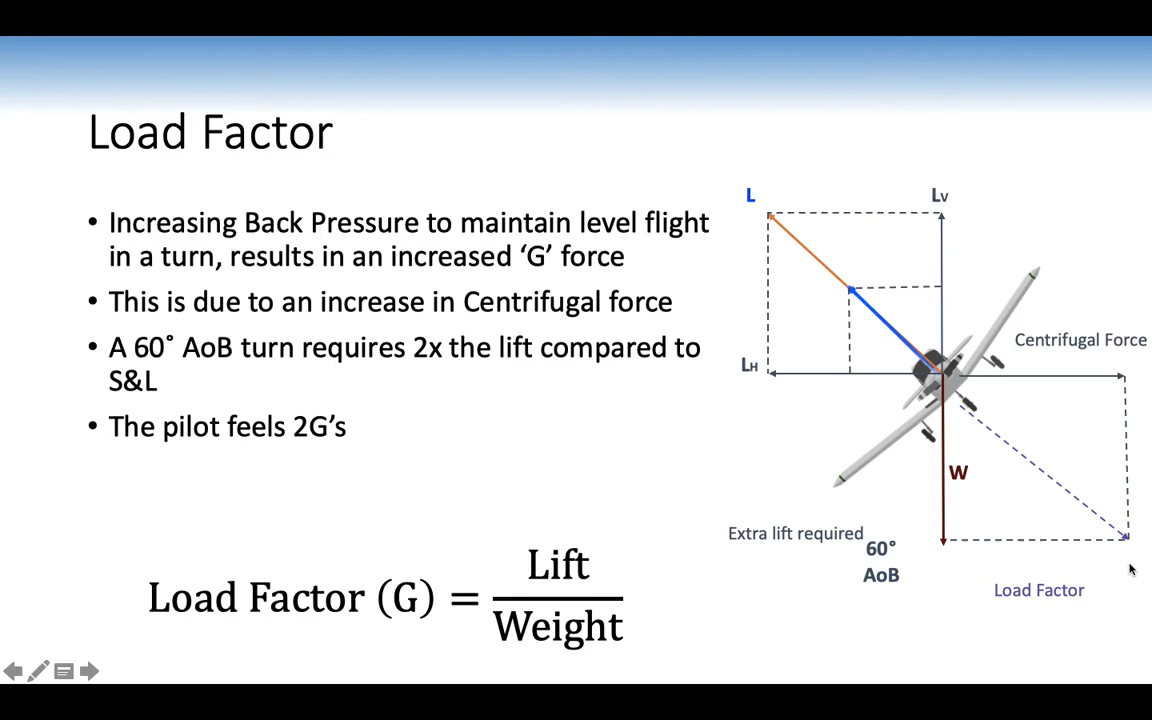 Load Factor
• Increasing Back Pressure to maintain level flight
in a turn, results in an increased ‘G’ force
• This is due to an increase in Centrifugal force
• A 60˚ AoB turn requires 2x the lift compared to
S&L
• The pilot feels 2G’s
Load Factor (G) = Lift
Weight
L
LV
Centrifugal Force
LH
W
Extra lift required
60˚
AoB
Load Factor